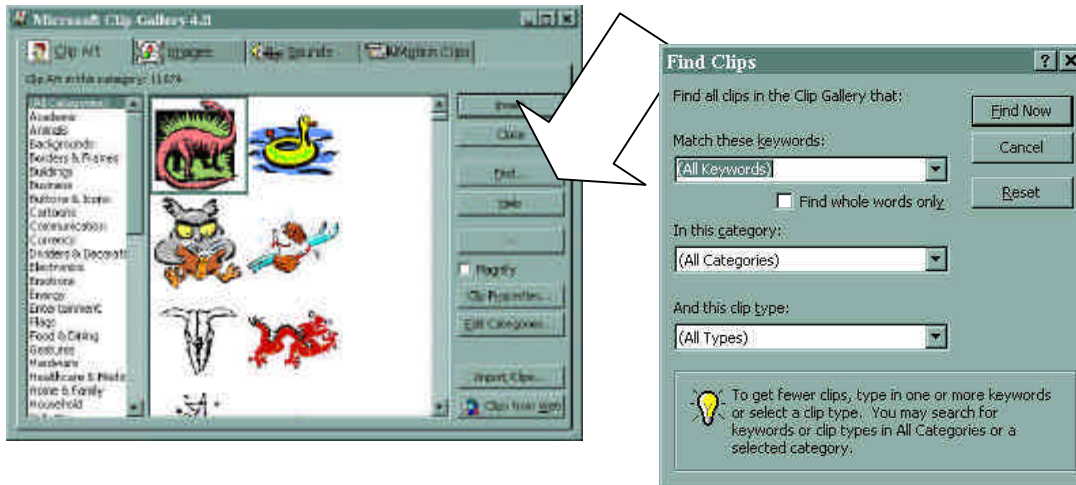 Microsoft Clip Gallery 4.0
Clip Art
Images
Sounds
Motion Clips
Clip Art in this category: 11074
(All Categories)
Academic
Animals
Backgrounds
Borders & Frames
Buildings
Business
Buttons & Icons
Cartoons
Communication
Currency
Dividers & Decorati
Electronics
Emotions
Energy
Entertainment
Flags
Food & Dining
Gestures
Hardware
Healthcare & Medic
Home & Family
Household
Close
Find...
Help
Magnify
Clip Properties...
Edit Categories...
Import Clips...
Clips from Web
Find Clips
Find all clips in the Clip Gallery that:
Find Now
Match these keywords:
Cancel
(All Keywords)
Reset
Find whole words only
In this category:
(All Categories)
And this clip type:
(All Types)
To get fewer clips, type in one or more keywords
or select a clip type. You may search for
keywords or clip types in All Categories or a
selected category.